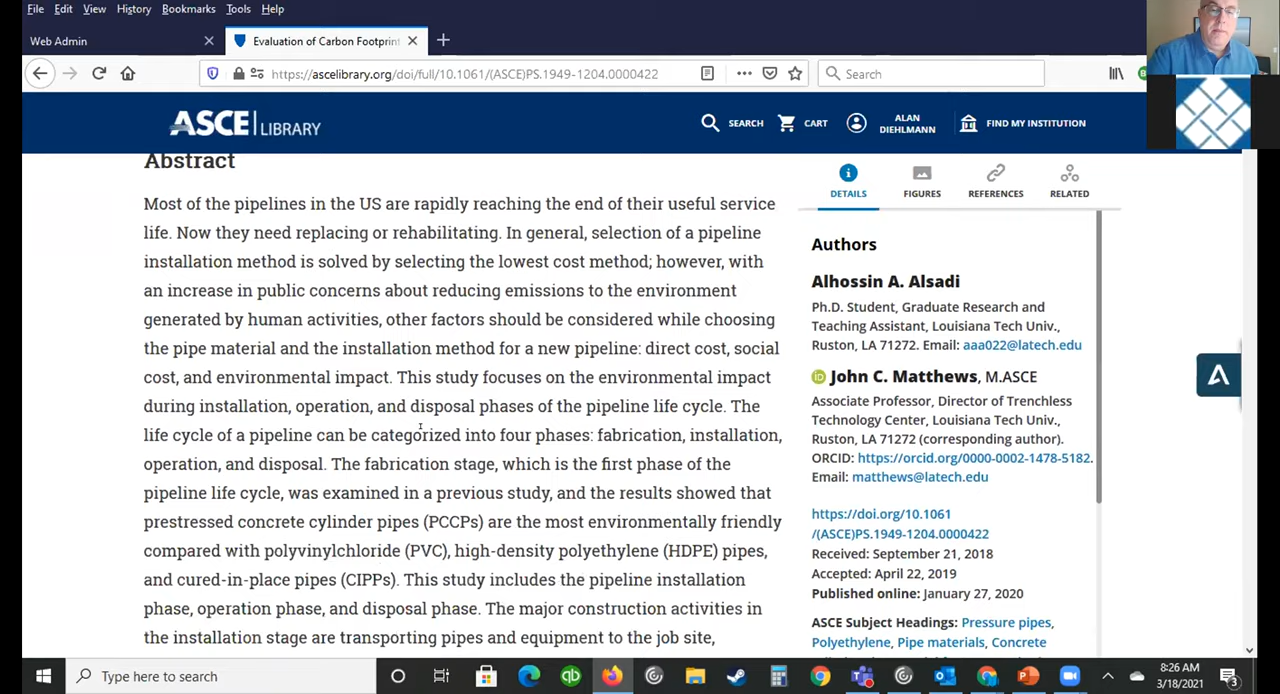 File Edit View History Bookmarks Tools Help
Web Admin
Evaluation of Carbon Footprint
https://ascelibrary.org/doi/full/10.1061/(ASCE)PS.1949-1204.0000422
Search
ASCE LIBRARY
SEARCH CART ALAN DIEHLMANN FIND MY INSTITUTION
Abstract
Most of the pipelines in the US are rapidly reaching the end of their useful service
life. Now they need replacing or rehabilitating. In general, selection of a pipeline
installation method is solved by selecting the lowest cost method; however, with
an increase in public concerns about reducing emissions to the environment
generated by human activities, other factors should be considered while choosing
the pipe material and the installation method for a new pipeline: direct cost, social
cost, and environmental impact. This study focuses on the environmental impact
during installation, operation, and disposal phases of the pipeline life cycle. The
life cycle of a pipeline can be categorized into four phases: fabrication, installation,
operation, and disposal. The fabrication stage, which is the first phase of the
pipeline life cycle, was examined in a previous study, and the results showed that
prestressed concrete cylinder pipes (PCCPs) are the most environmentally friendly
compared with polyvinylchloride (PVC), high-density polyethylene (HDPE) pipes,
and cured-in-place pipes (CIPPs). This study includes the pipeline installation
phase, operation phase, and disposal phase. The major construction activities in
the installation stage are transporting pipes and equipment to the job site,
DETAILS FIGURES REFERENCES RELATED
Authors
Alhossin A. Alsadi
Ph.D. Student, Graduate Research and
Teaching Assistant, Louisiana Tech Univ.,
Ruston, LA 71272. Email: aaa022@latech.edu
John C. Matthews, M.ASCE
Associate Professor, Director of Trenchless
Technology Center, Louisiana Tech Univ.,
Ruston, LA 71272 (corresponding author).
ORCID: https://orcid.org/0000-0002-1478-5182.
Email: matthews@latech.edu
https://doi.org/10.1061
/(ASCE)PS.1949-1204.0000422
Received: September 21, 2018
Accepted: April 22, 2019
Published online: January 27, 2020
ASCE Subject Headings: Pressure pipes,
Polyethylene, Pipe materials, Concrete
Type here to search
8:26 AM
3/18/2021